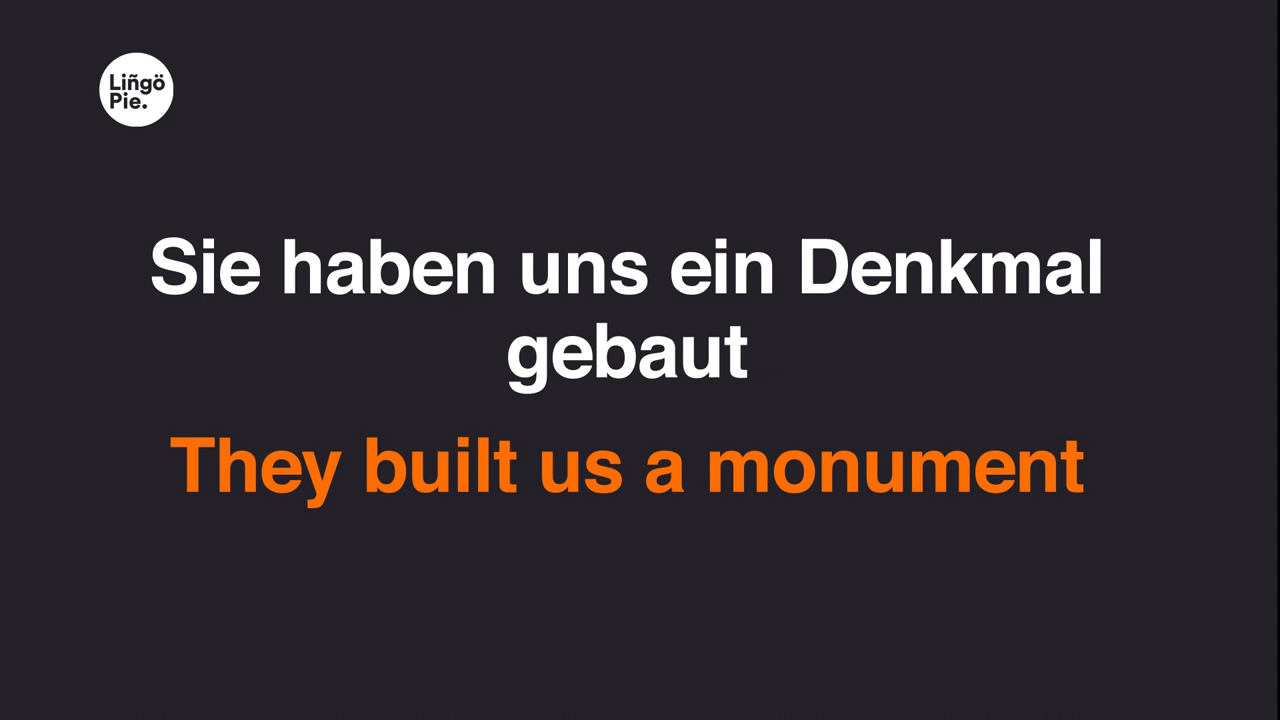 Liñgö
Pie.
Sie haben uns ein Denkmal
gebaut
They built us a monument